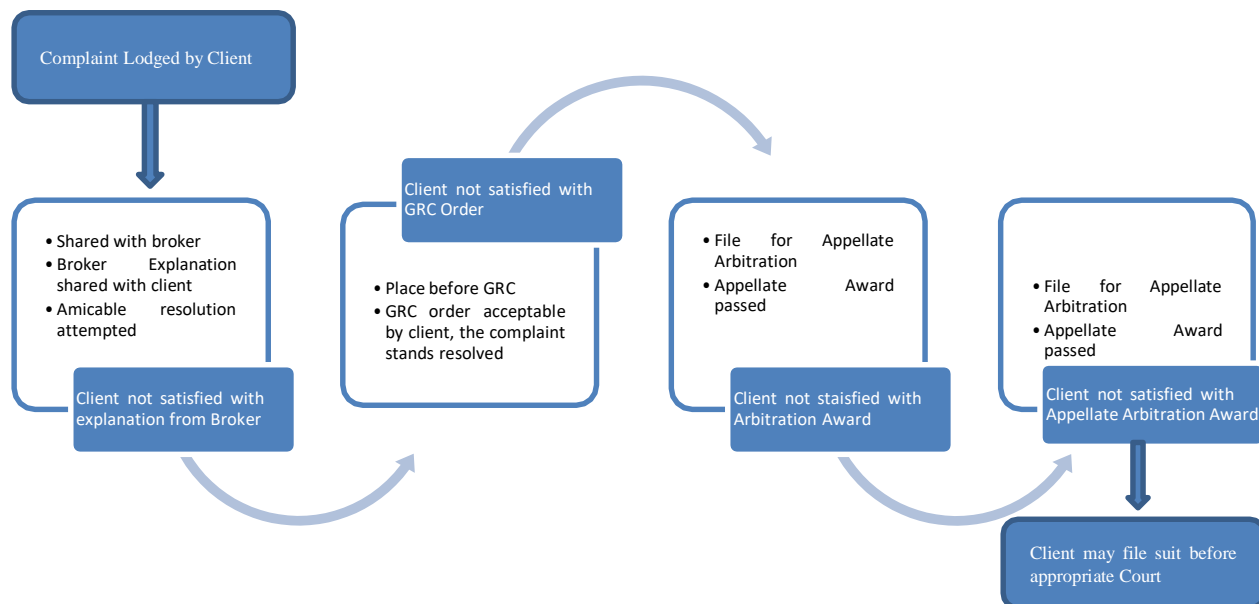 Complaint Lodged by Client
• Shared with broker
• Broker Explanation
shared with client
• Amicable resolution
attempted
Client not satisfied with
explanation from Broker
Client not satisfied with
GRC Order
• Place before GRC
• GRC order acceptable
by client, the complaint
stands resolved
• File for Appellate
Arbitration
• Appellate Award
passed
Client not staisfied with
Arbitration Award
• File for Appellate
Arbitration
• Appellate Award
passed
Client not satisfied with
Appellate Arbitration Award
Client may file suit before
appropriate Court